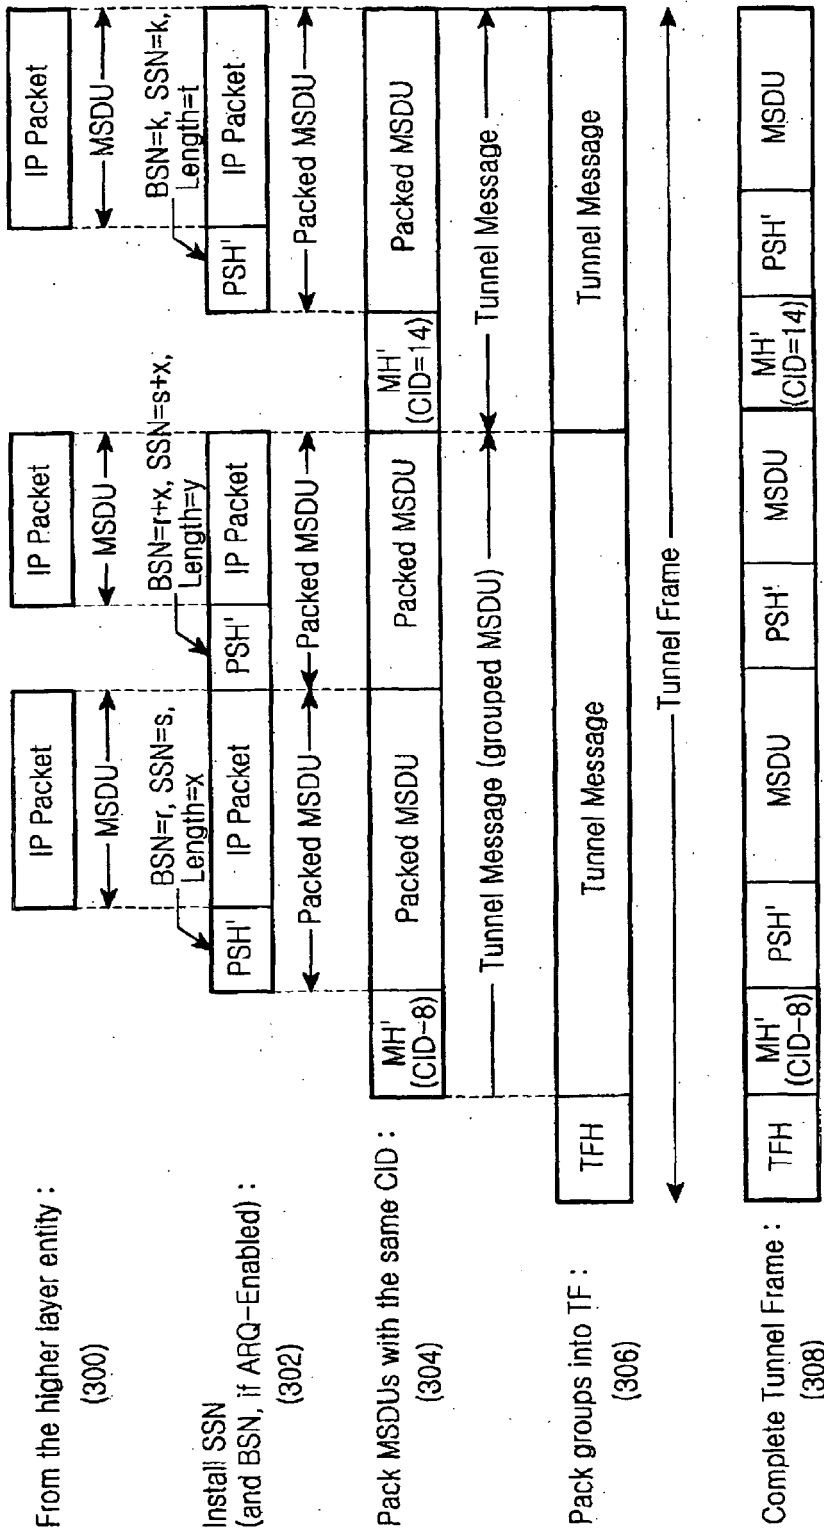 From the higher layer entity :
(300)
IP Packet
IP Packet
IP Packet
MSDU
MSDU
MSDU
BSN=r, SSN=s,
Length=x
BSN=r+x, SSN=s+x,
Length=y
BSN=k, SSN=k,
Length=t
Install SSN
(and BSN, if ARQ-Enabled) :
(302)
PSH'
IP Packet
PSH'
IP Packet
PSH'
IP Packet
Packed MSDU
Packed MSDU
Packed MSDU
Pack MSDUs with the same CID :
(304)
MH'
(CID-8)
Packed MSDU
Packed MSDU
MH'
(CID=14)
Packed MSDU
Tunnel Message (grouped MSDU)
Tunnel Message
Pack groups into TF :
(306)
TFH
Tunnel Message
Tunnel Message
Tunnel Frame
Complete Tunnel Frame :
(308)
TFH
MH'
(CID-8)
PSH'
MSDU
PSH'
MSDU
MH'
(CID=14)
PSH'
MSDU